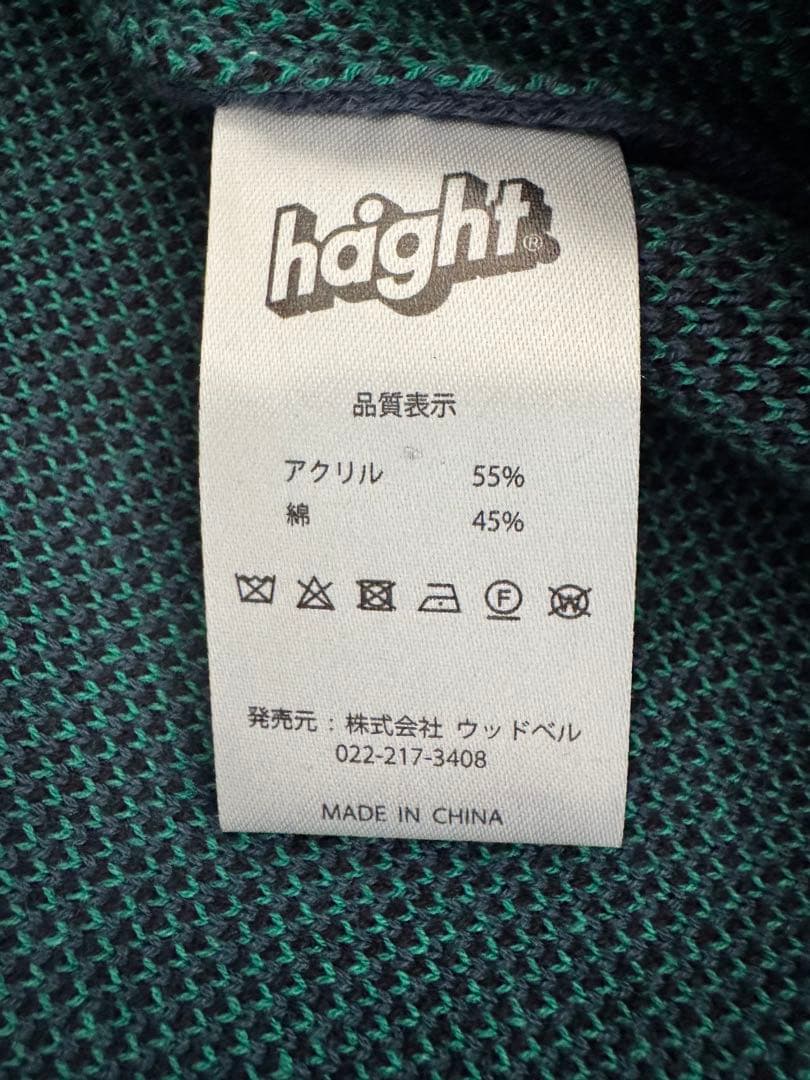 haight®
品質表示
アクリル 55%
綿 45%
F W
発売元：株式会社 ウッドベル
022-217-3408
MADE IN CHINA